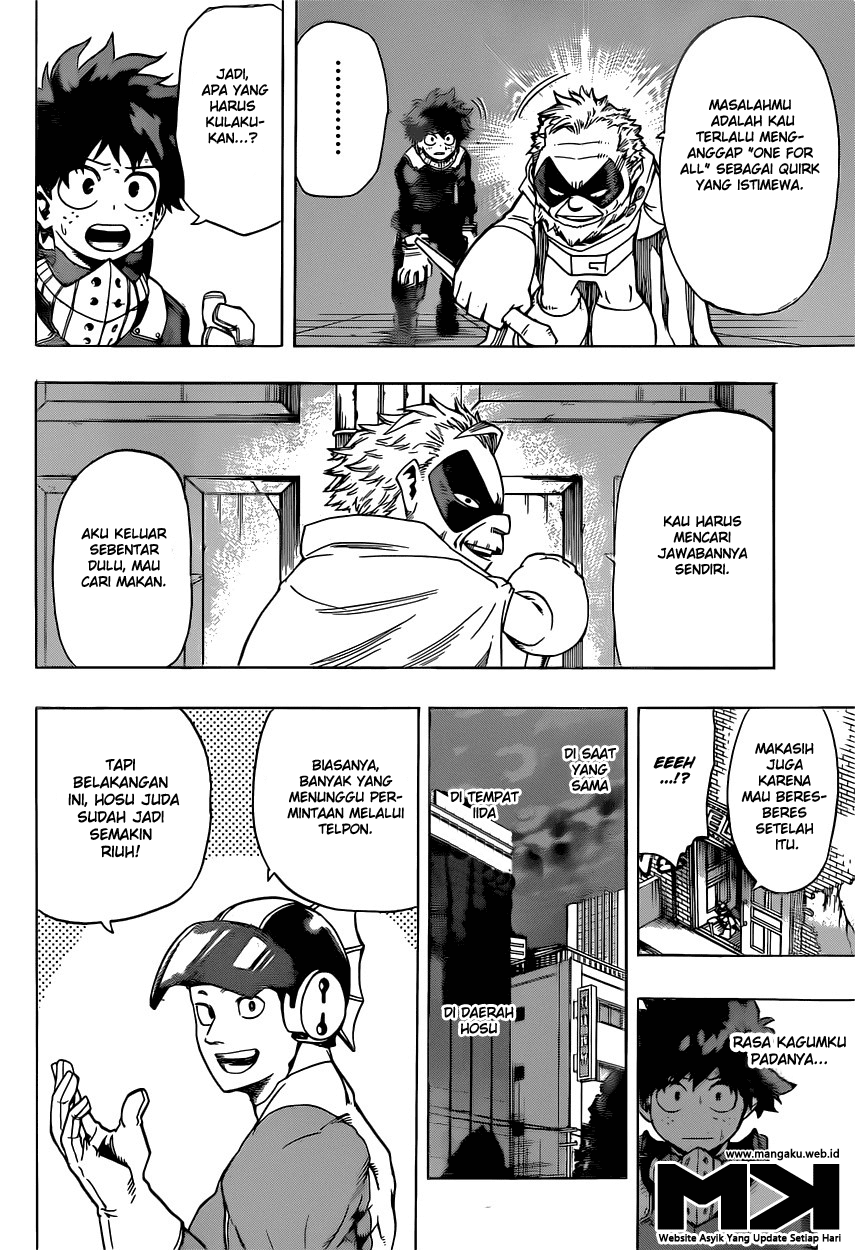 MASALAHMU
ADALAH KAU
TERLALU MENG-
ANGGAP "ONE FOR
ALL" SEBAGAI QUIRK
YANG ISTIMEWA.
JADI,
APA YANG
HARUS
KULAKU-
KAN...?
KAU HARUS
MENCARI
JAWABANNYA
SENDIRI.
AKU KELUAR
SEBENTAR
DULU, MAU
CARI MAKAN.
MAKASIH
JUGA
KARENA
MAU BERES-
BERES
SETELAH
ITU.
EEEH
...!?
RASA KAGUMKU
PADANYA...
DI SAAT
YANG
SAMA
DI TEMPAT
IIDA
DI DAERAH
HOSU
BIASANYA,
BANYAK YANG
MENUNGGU PER-
MINTAAN MELALUI
TELPON.
TAPI
BELAKANGAN
INI, HOSU JUDA
SUDAH JADI
SEMAKIN
RIUH!
www.mangaku.web.id
MK
Website Asyik Yang Update Setiap Hari